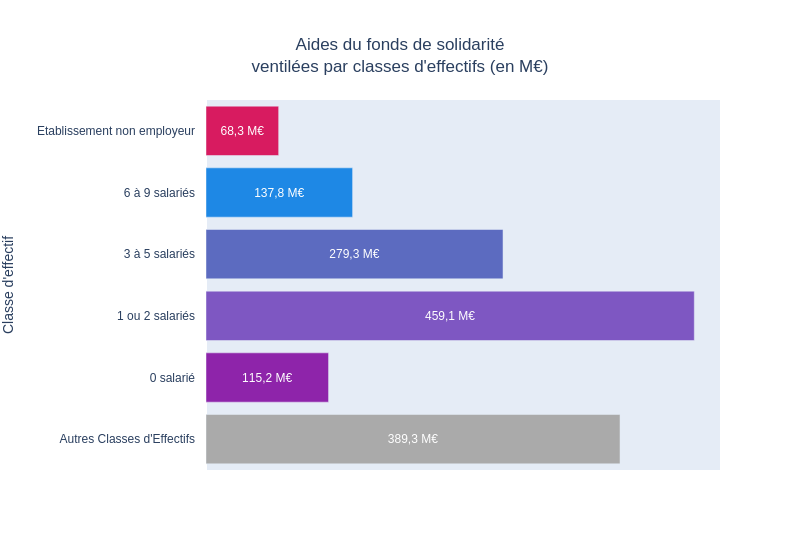 Aides du fonds de solidarité
ventilées par classes d'effectifs (en M€)
Classe d'effectif
Etablissement non employeur
68,3 M€
6 à 9 salariés
137,8 M€
3 à 5 salariés
279,3 M€
1 ou 2 salariés
459,1 M€
0 salarié
115,2 M€
Autres Classes d'Effectifs
389,3 M€